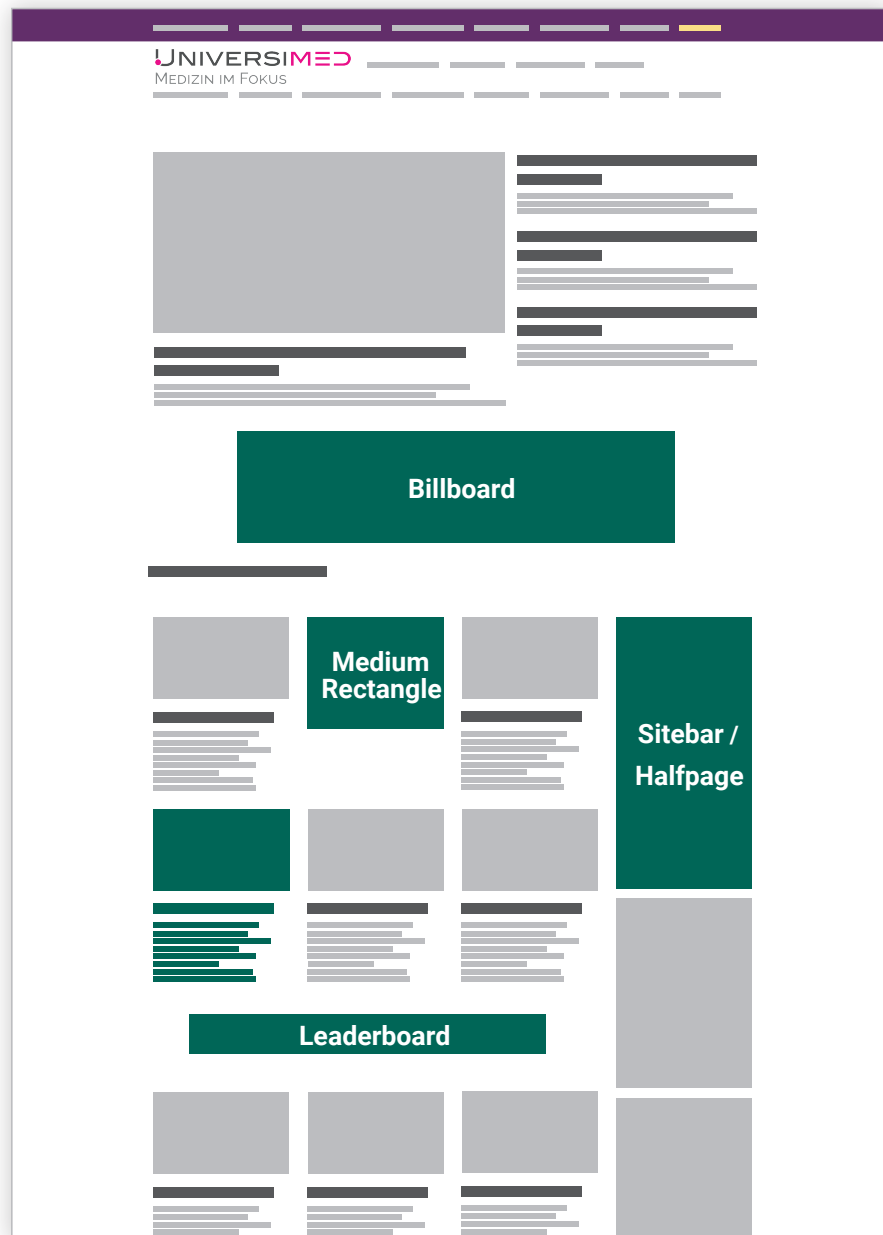 UNIVERSIMED
MEDIZIN IM FOKUS
Billboard
Medium
Rectangle
Sitebar /
Halfpage
Leaderboard